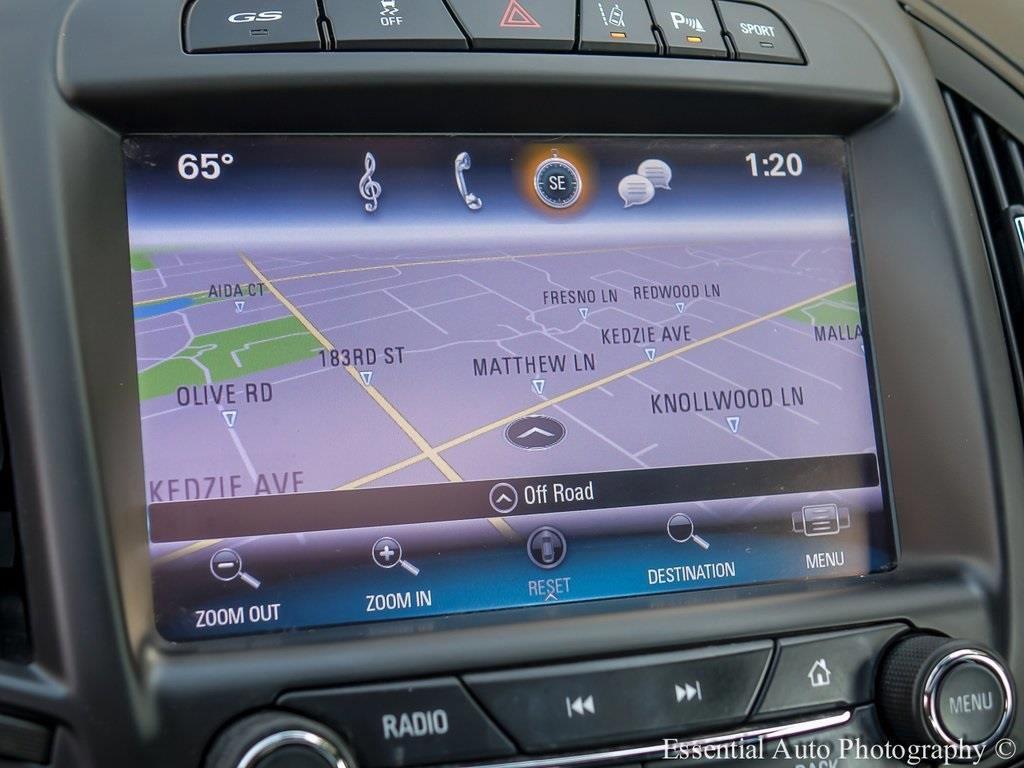 GS
OFF
P
SPORT
65°
SE
1:20
AIDA CT
FRESNO LN
REDWOOD LN
KEDZIE AVE
MALLA
183RD ST
MATTHEW LN
OLIVE RD
KNOLLWOOD LN
KEDZIE AVE
Off Road
ZOOM OUT
ZOOM IN
RESET
DESTINATION
MENU
RADIO
MENU
BACK
Essential Auto Photography ©